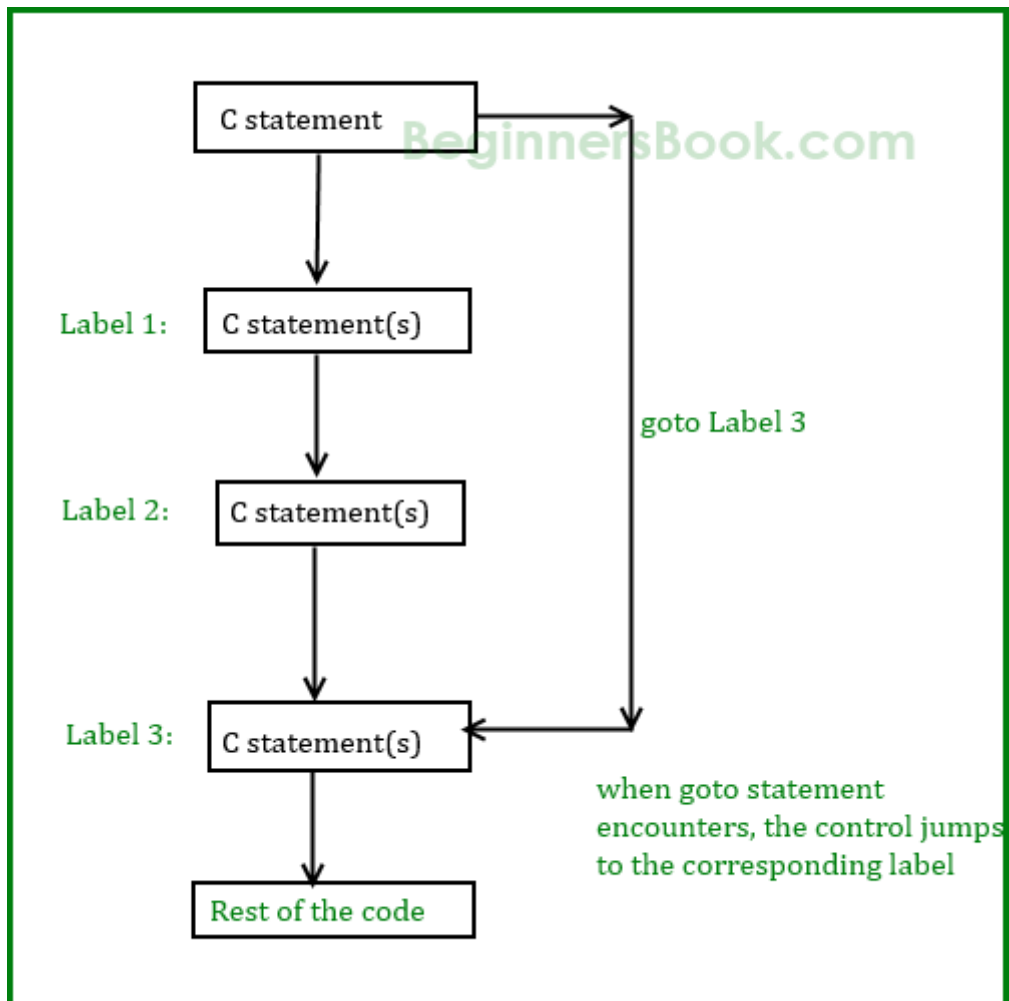 C statement
BeginnersBook.com
Label 1:
C statement(s)
goto Label 3
Label 2:
C statement(s)
Label 3:
C statement(s)
when goto statement
encounters, the control jumps
to the corresponding label
Rest of the code